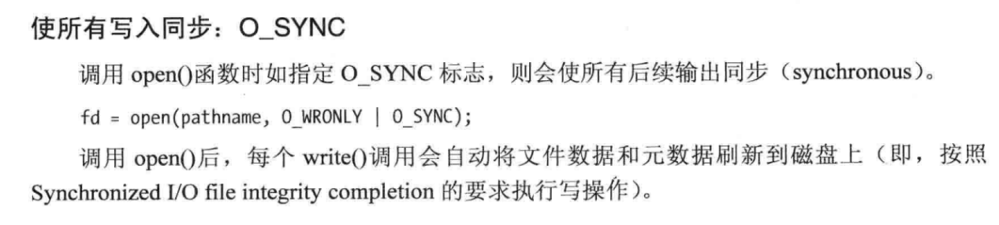 使所有写入同步：O_SYNC
调用 open()函数时如指定 O_SYNC 标志，则会使所有后续输出同步（synchronous）。
fd = open(pathname, O_WRONLY | O_SYNC);
调用 open()后，每个 write()调用会自动将文件数据和元数据刷新到磁盘上（即，按照
Synchronized I/O file integrity completion 的要求执行写操作）。